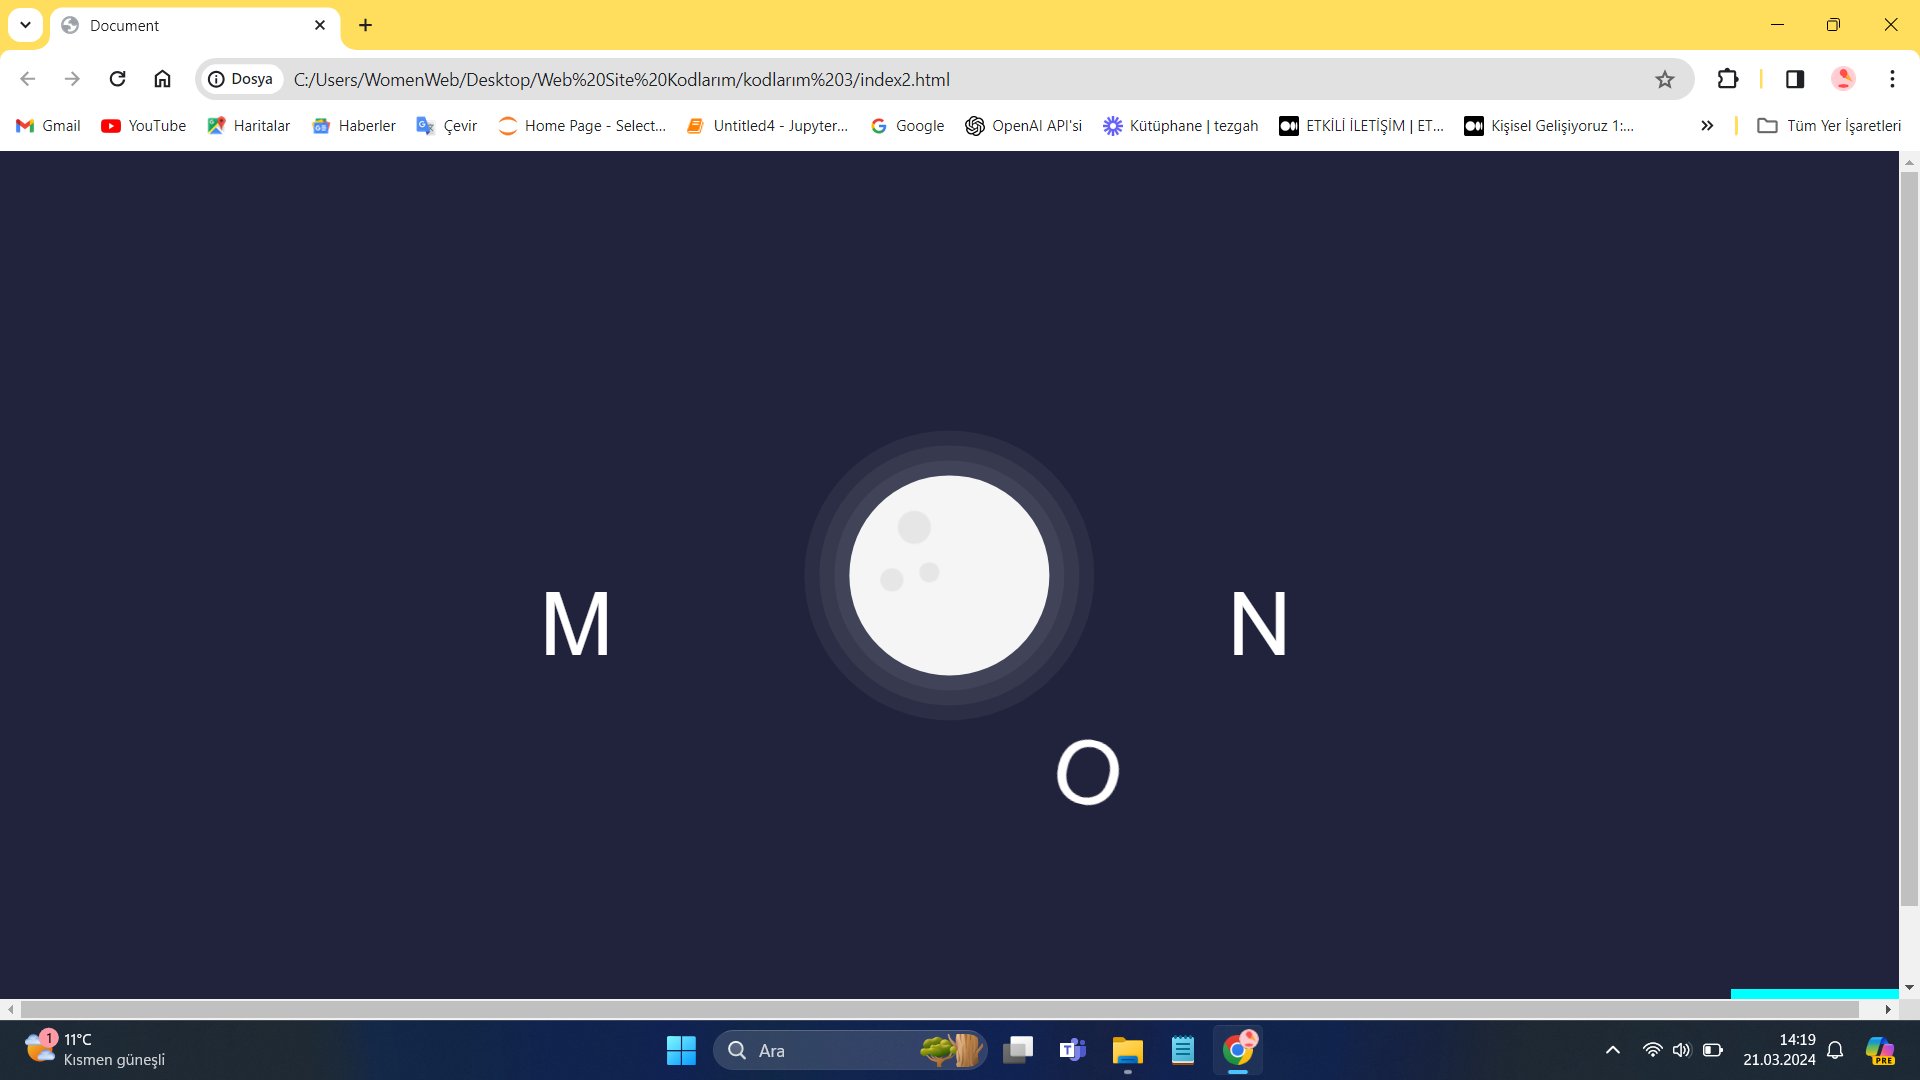 Document
Dosya
C:/Users/WomenWeb/Desktop/Web%20Site%20Kodlarım/kodlarım%203/index2.html
Gmail YouTube Haritalar Haberler Çevir Home Page - Select... Untitled4 - Jupyter... Google OpenAI API'si Kütüphane | tezgah ETKİLİ İLETİŞİM | ET... Kişisel Gelişiyoruz 1:... Tüm Yer İşaretleri
M N
O
1 11°C
Kısmen güneşli
Ara
14:19
21.03.2024
PRE